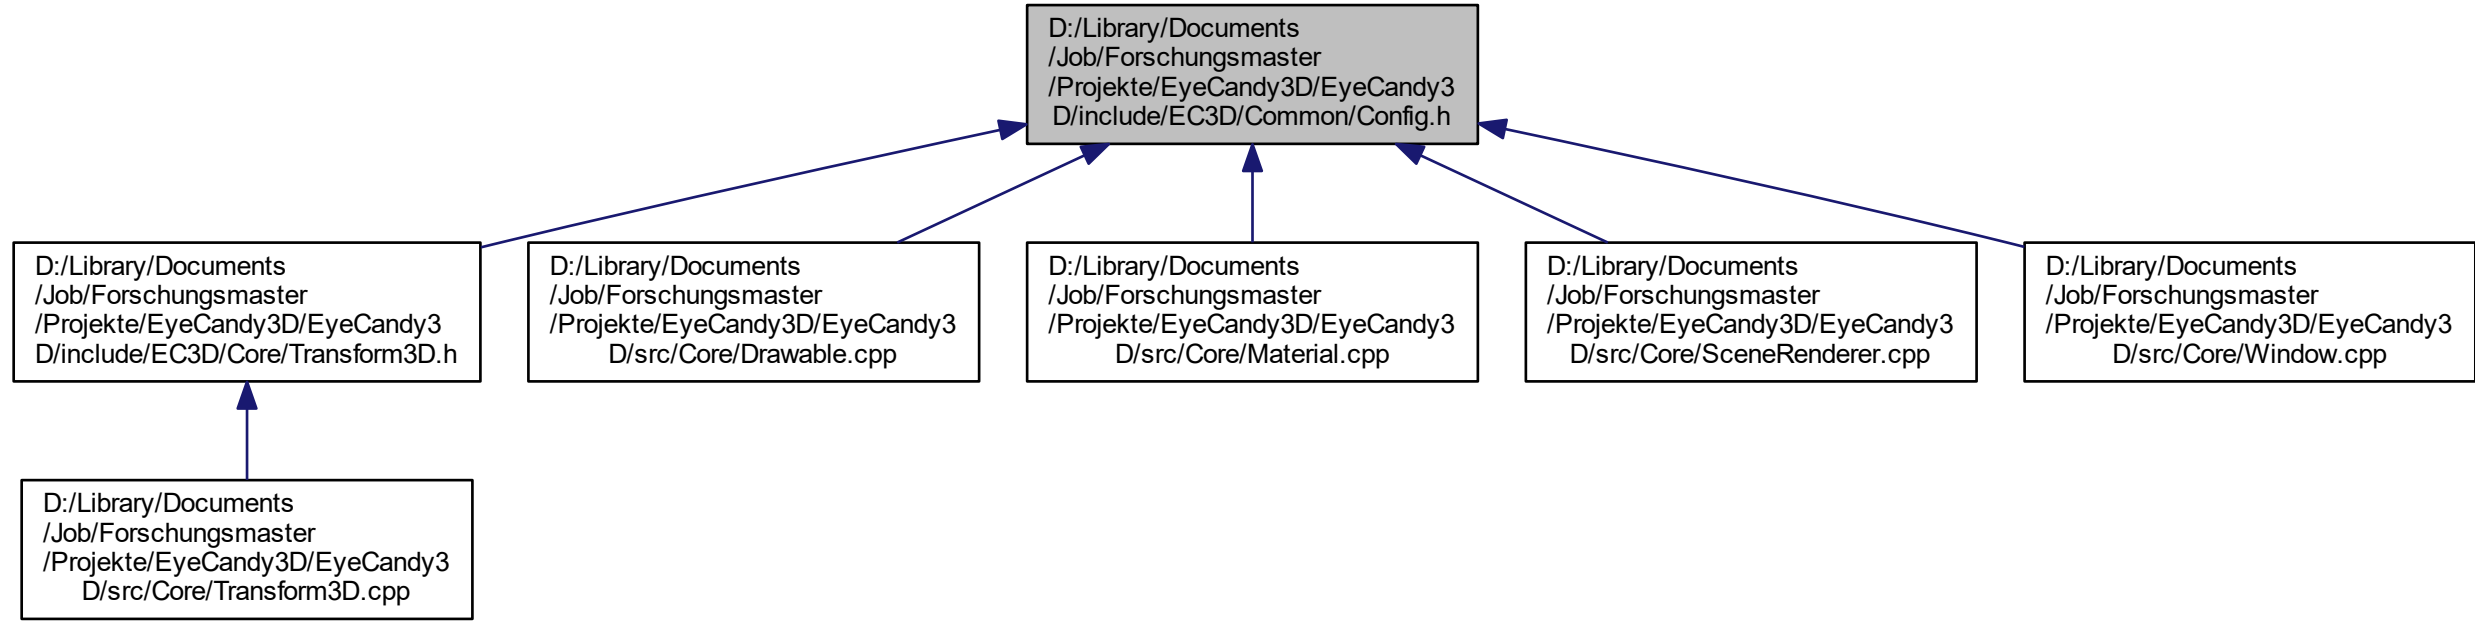 D:/Library/Documents
/Job/Forschungsmaster
/Projekte/EyeCandy3D/EyeCandy3
D/include/EC3D/Common/Config.h
D:/Library/Documents
/Job/Forschungsmaster
/Projekte/EyeCandy3D/EyeCandy3
D/include/EC3D/Core/Transform3D.h
D:/Library/Documents
/Job/Forschungsmaster
/Projekte/EyeCandy3D/EyeCandy3
D/src/Core/Drawable.cpp
D:/Library/Documents
/Job/Forschungsmaster
/Projekte/EyeCandy3D/EyeCandy3
D/src/Core/Material.cpp
D:/Library/Documents
/Job/Forschungsmaster
/Projekte/EyeCandy3D/EyeCandy3
D/src/Core/SceneRenderer.cpp
D:/Library/Documents
/Job/Forschungsmaster
/Projekte/EyeCandy3D/EyeCandy3
D/src/Core/Window.cpp
D:/Library/Documents
/Job/Forschungsmaster
/Projekte/EyeCandy3D/EyeCandy3
D/src/Core/Transform3D.cpp